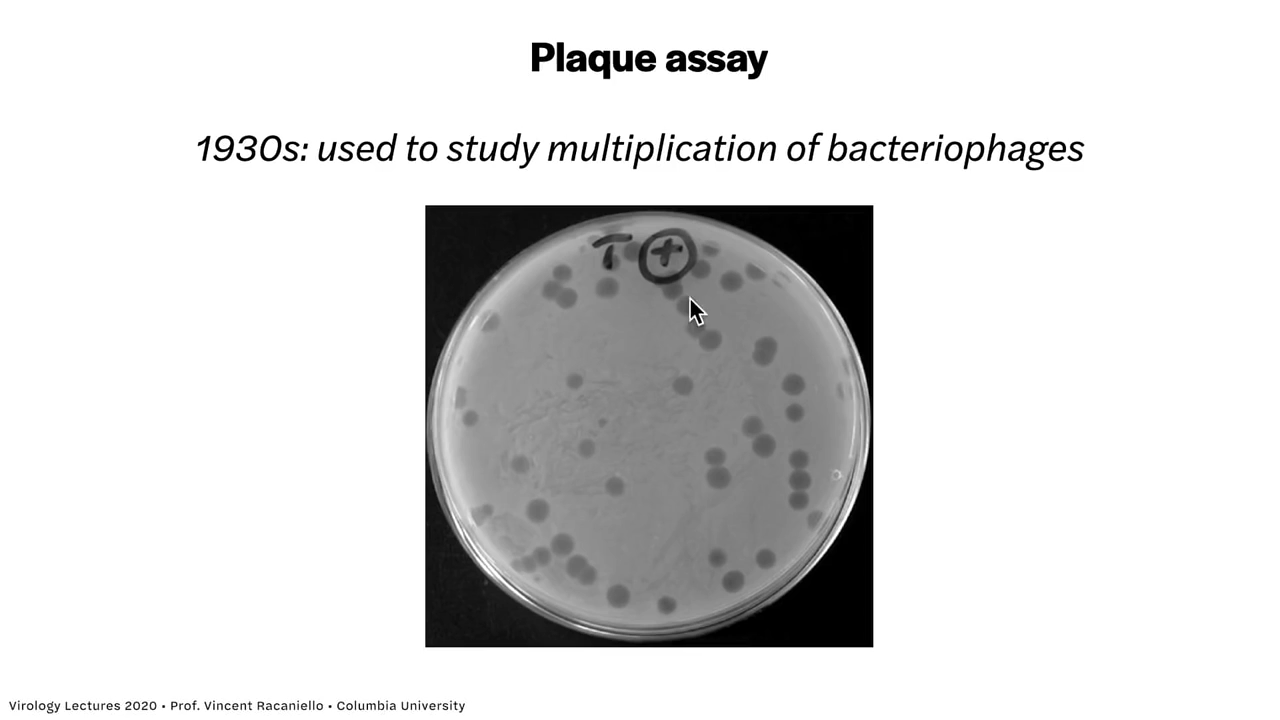 Plaque assay
1930s: used to study multiplication of bacteriophages
T +
Virology Lectures 2020 • Prof. Vincent Racaniello • Columbia University